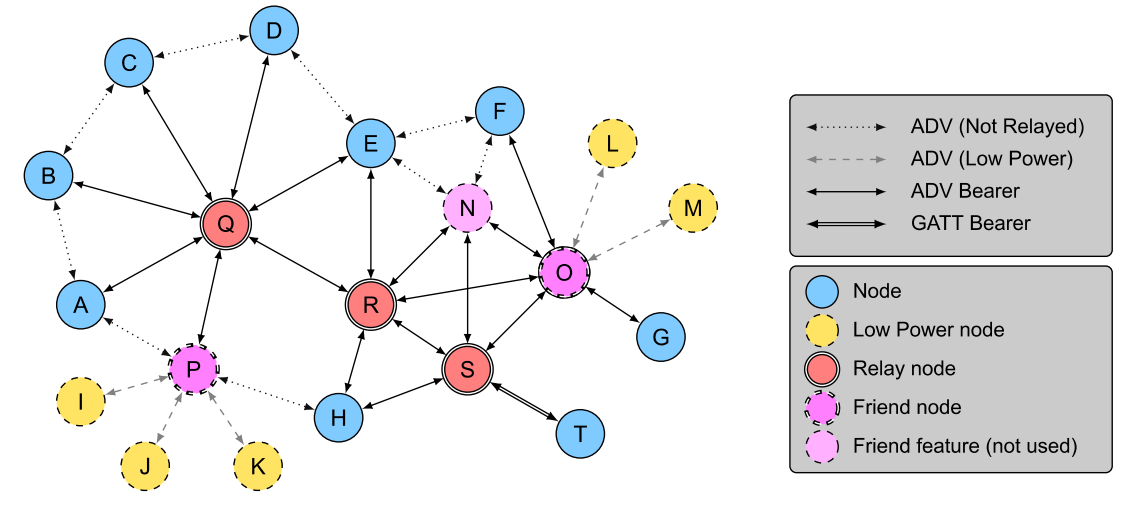 D
C
F
E
L
B
N
M
Q
O
A
R
G
P
S
I
H
T
J
K
ADV (Not Relayed)
ADV (Low Power)
ADV Bearer
GATT Bearer
Node
Low Power node
Relay node
Friend node
Friend feature (not used)